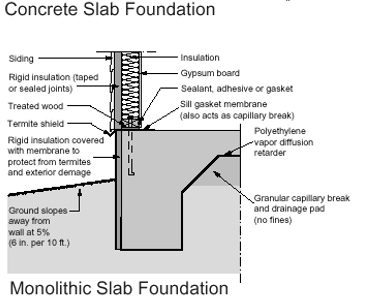 Concrete Slab Foundation
Siding
Rigid insulation (taped
or sealed joints)
Treated wood
Termite shield
Rigid insulation covered
with membrane to
protect from termites
and exterior damage
Ground slopes
away from
wall at 5%
(6 in. per 10 ft.)
Insulation
Gypsum board
Sealant, adhesive or gasket
Sill gasket membrane
(also acts as capillary break)
Polyethylene
vapor diffusion
retarder
Granular capillary break
and drainage pad
(no fines)
Monolithic Slab Foundation